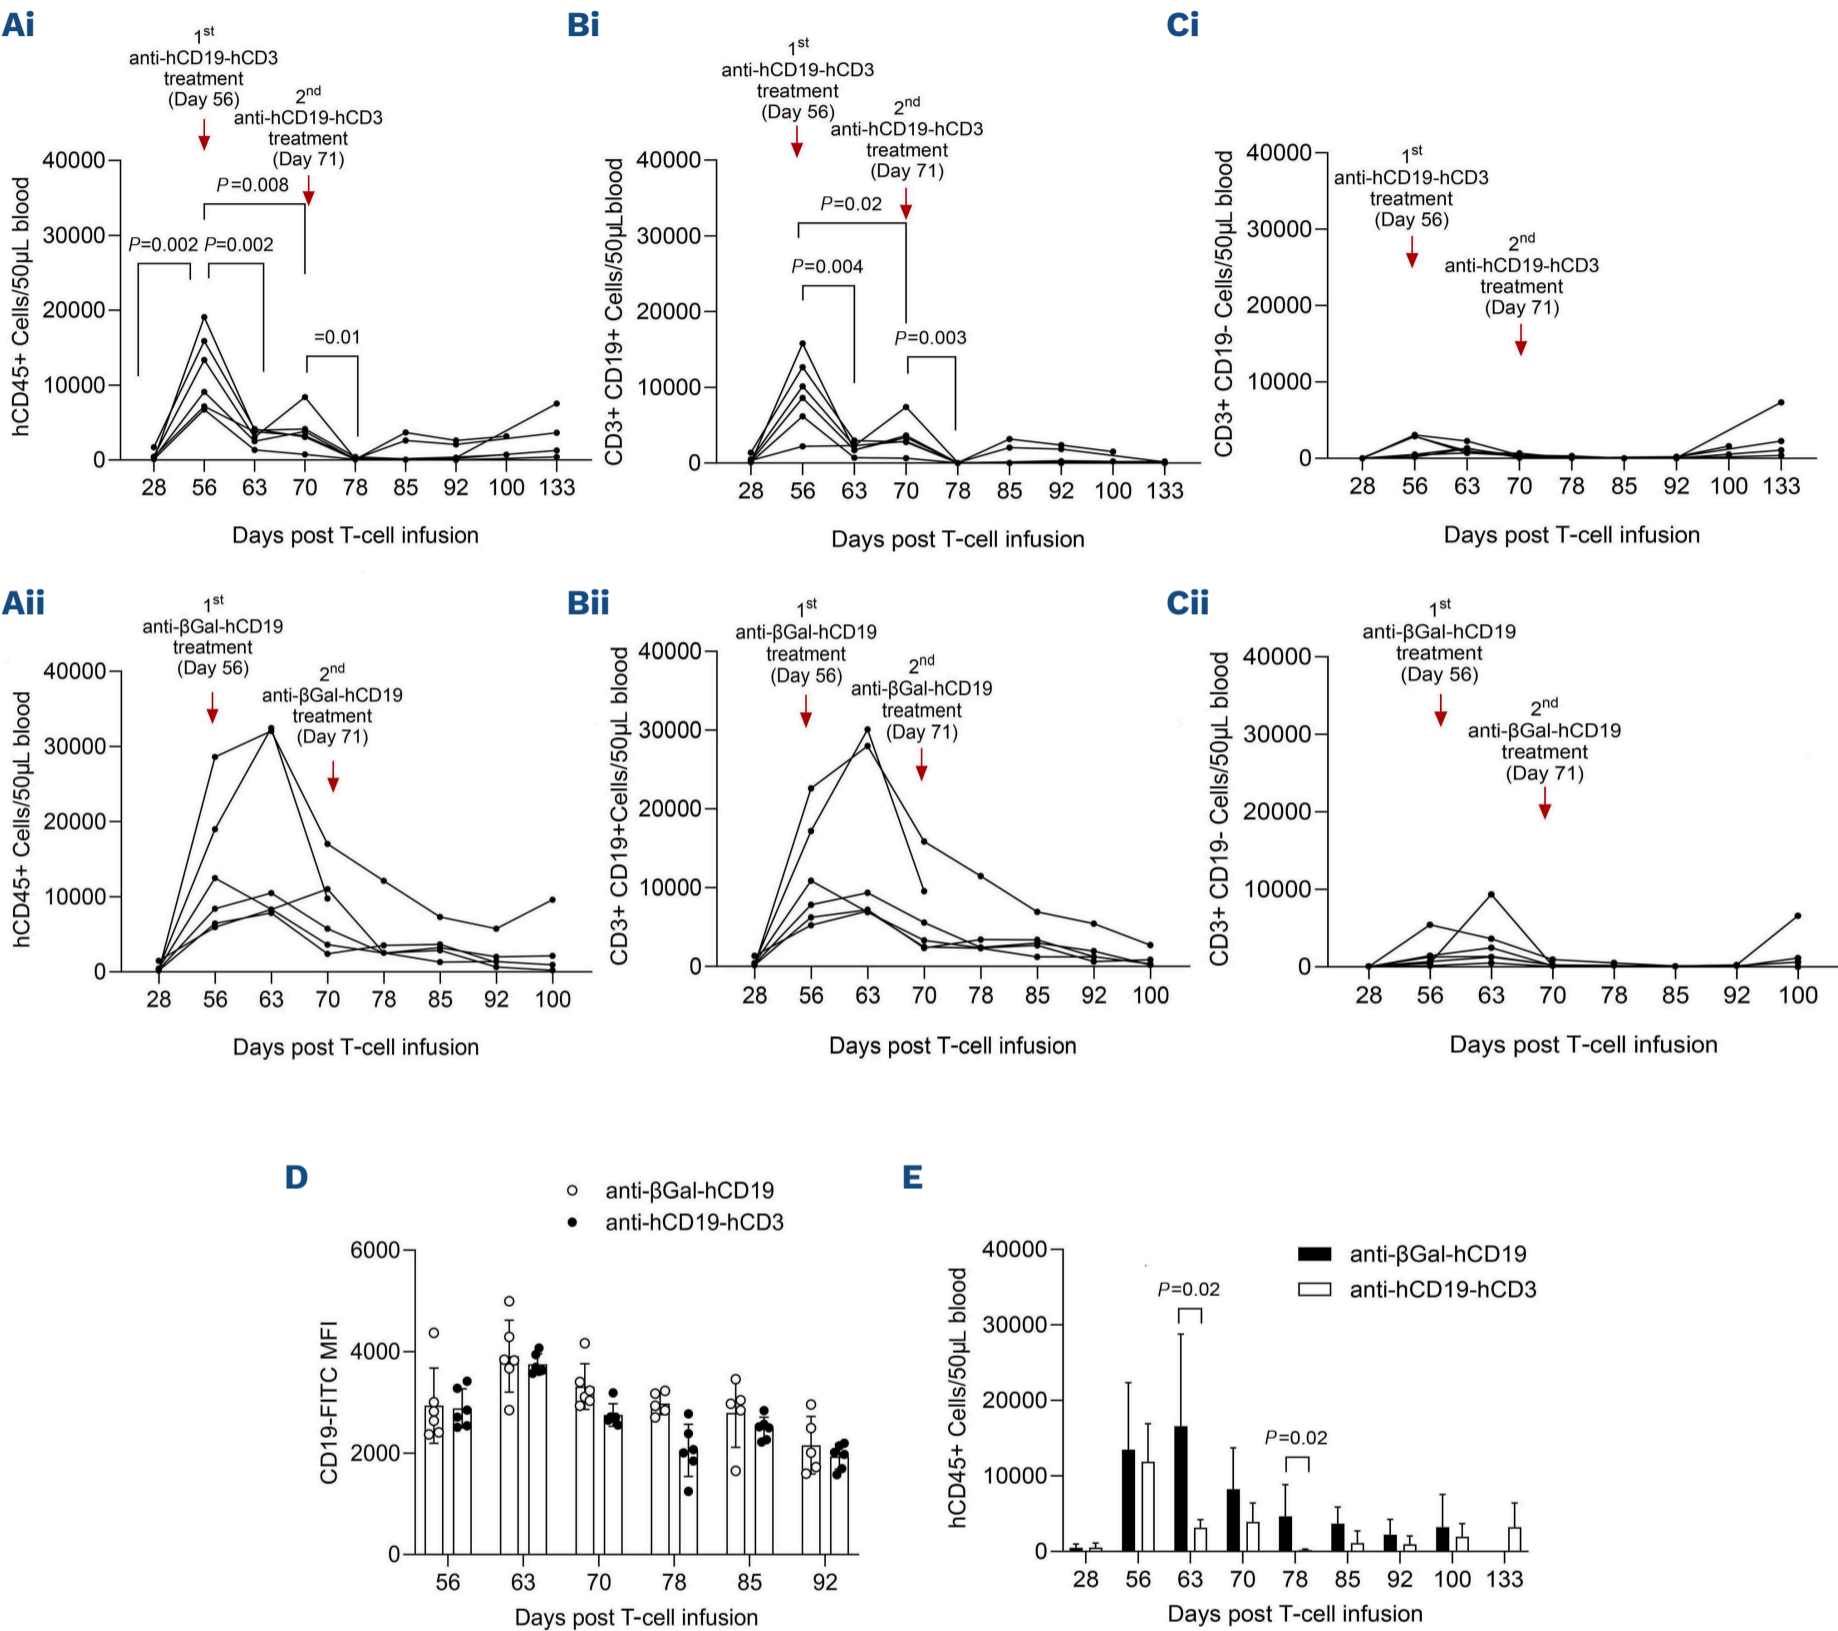 Ai
1st
anti-hCD19-hCD3
treatment
(Day 56)
2nd
anti-hCD19-hCD3
treatment
(Day 71)
P=0.008
P=0.002 P=0.002
=0.01
hCD45+ Cells/50µL blood
40000
30000
20000
10000
0
28 56 63 70 78 85 92 100 133
Days post T-cell infusion
Bi
1st
anti-hCD19-hCD3
treatment
(Day 56)
2nd
anti-hCD19-hCD3
treatment
(Day 71)
P=0.02
P=0.004
P=0.003
CD3+ CD19+ Cells/50µLblood
40000
30000
20000
10000
0
28 56 63 70 78 85 92 100 133
Days post T-cell infusion
Ci
1st
anti-hCD19-hCD3
treatment
(Day 56)
2nd
anti-hCD19-hCD3
treatment
(Day 71)
CD3+ CD19- Cells/50µL blood
40000
30000
20000
10000
0
28 56 63 70 78 85 92 100 133
Days post T-cell infusion
Aii
1st
anti-βGal-hCD19
treatment
(Day 56)
2nd
anti-βGal-hCD19
treatment
(Day 71)
hCD45+ Cells/50µL blood
40000
30000
20000
10000
0
28 56 63 70 78 85 92 100
Days post T-cell infusion
Bii
1st
anti-βGal-hCD19
treatment
(Day 56)
2nd
anti-βGal-hCD19
treatment
(Day 71)
CD3+ CD19+Cells/50µL blood
40000
30000
20000
10000
0
28 56 63 70 78 85 92 100
Days post T-cell infusion
Cii
1st
anti-βGal-hCD19
treatment
(Day 56)
2nd
anti-βGal-hCD19
treatment
(Day 71)
CD3+ CD19- Cells/50µL blood
40000
30000
20000
10000
0
28 56 63 70 78 85 92 100
Days post T-cell infusion
D
anti-βGal-hCD19
anti-hCD19-hCD3
CD19-FITC MFI
6000
4000
2000
0
56 63 70 78 85 92
Days post T-cell infusion
E
anti-βGal-hCD19
anti-hCD19-hCD3
P=0.02
P=0.02
hCD45+ Cells/50µL blood
40000
30000
20000
10000
0
28 56 63 70 78 85 92 100 133
Days post T-cell infusion